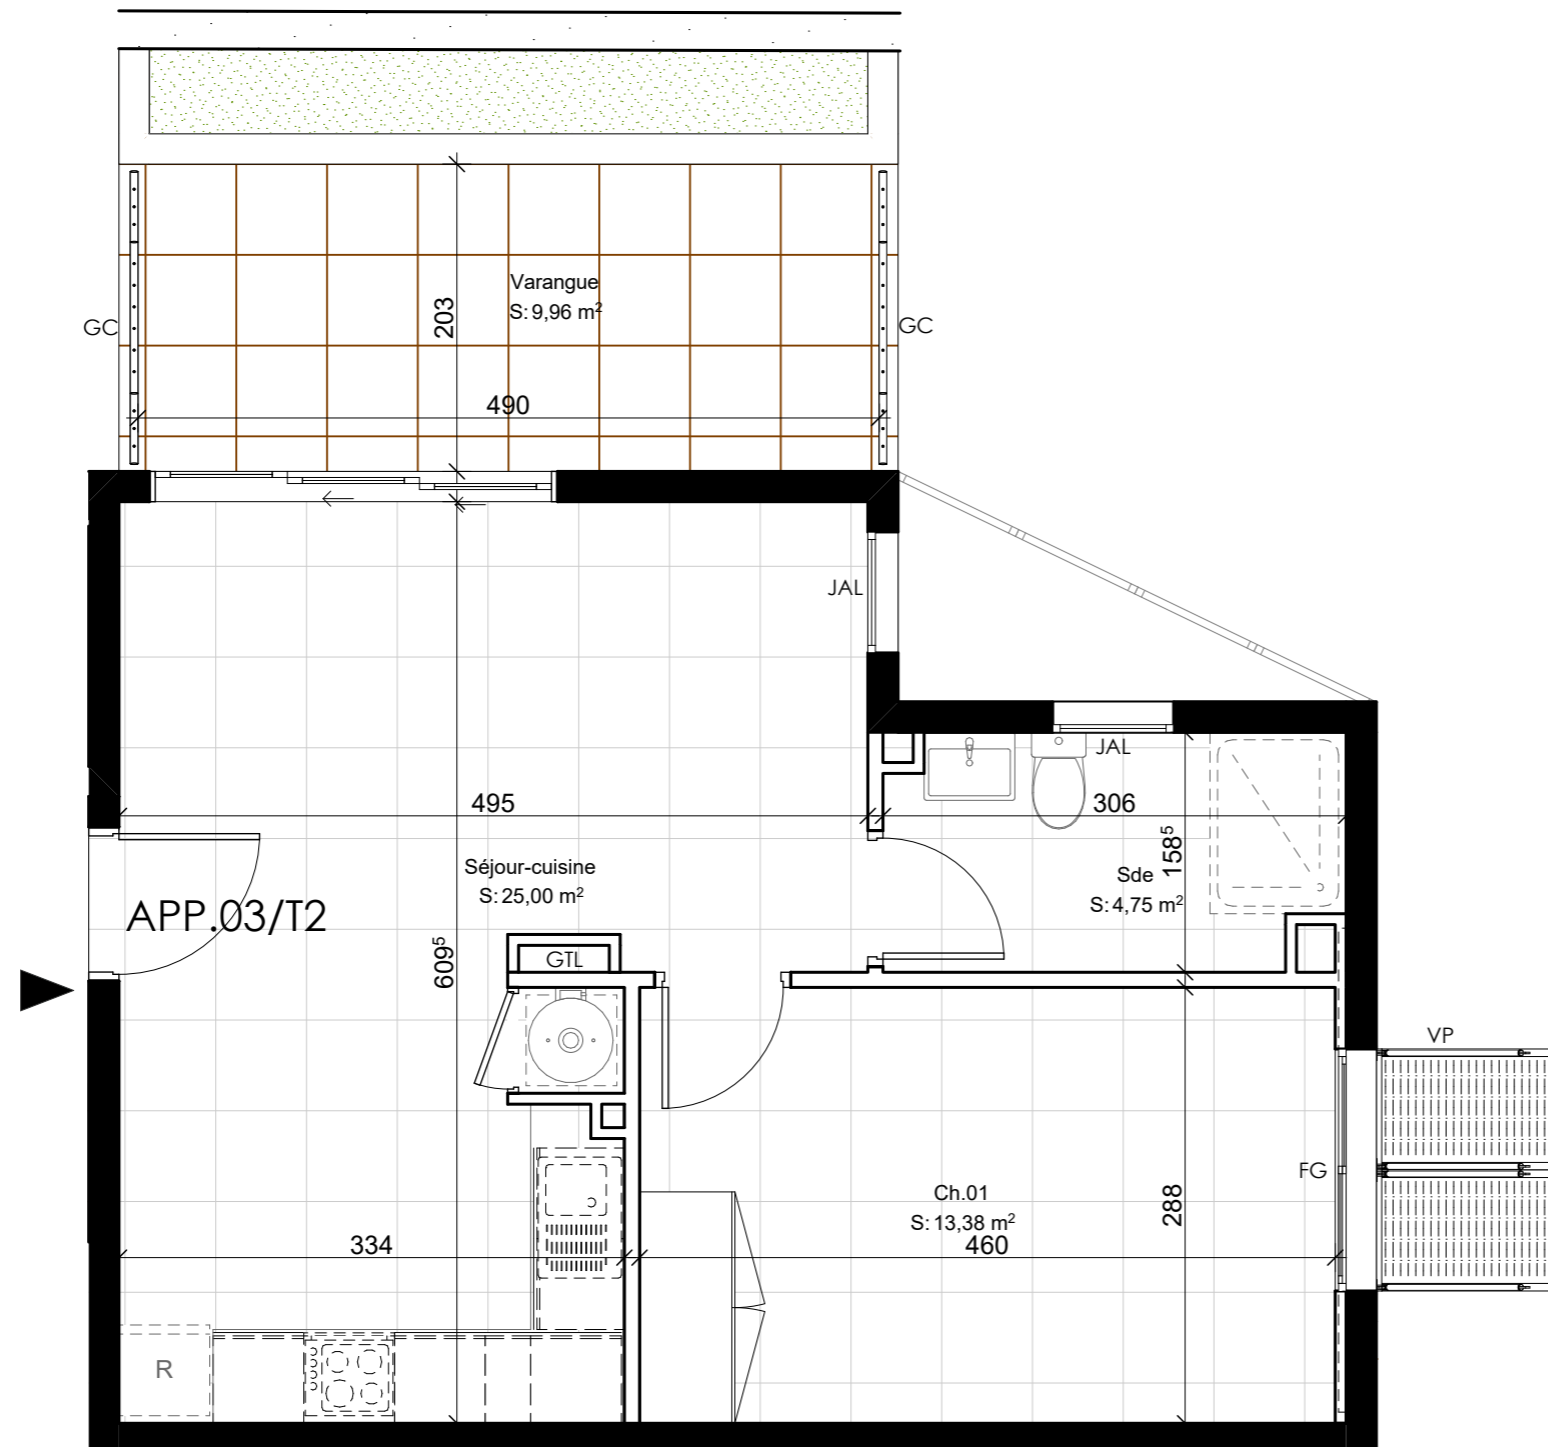 Varangue
S: 9,96 m²
203
GC
GC
490
JAL
JAL
495
306
158⁵
Séjour-cuisine
S: 25,00 m²
Sde
S: 4,75 m²
APP.03/T2
609⁵
GTL
VP
FG
Ch.01
S: 13,38 m²
288
334
460
R